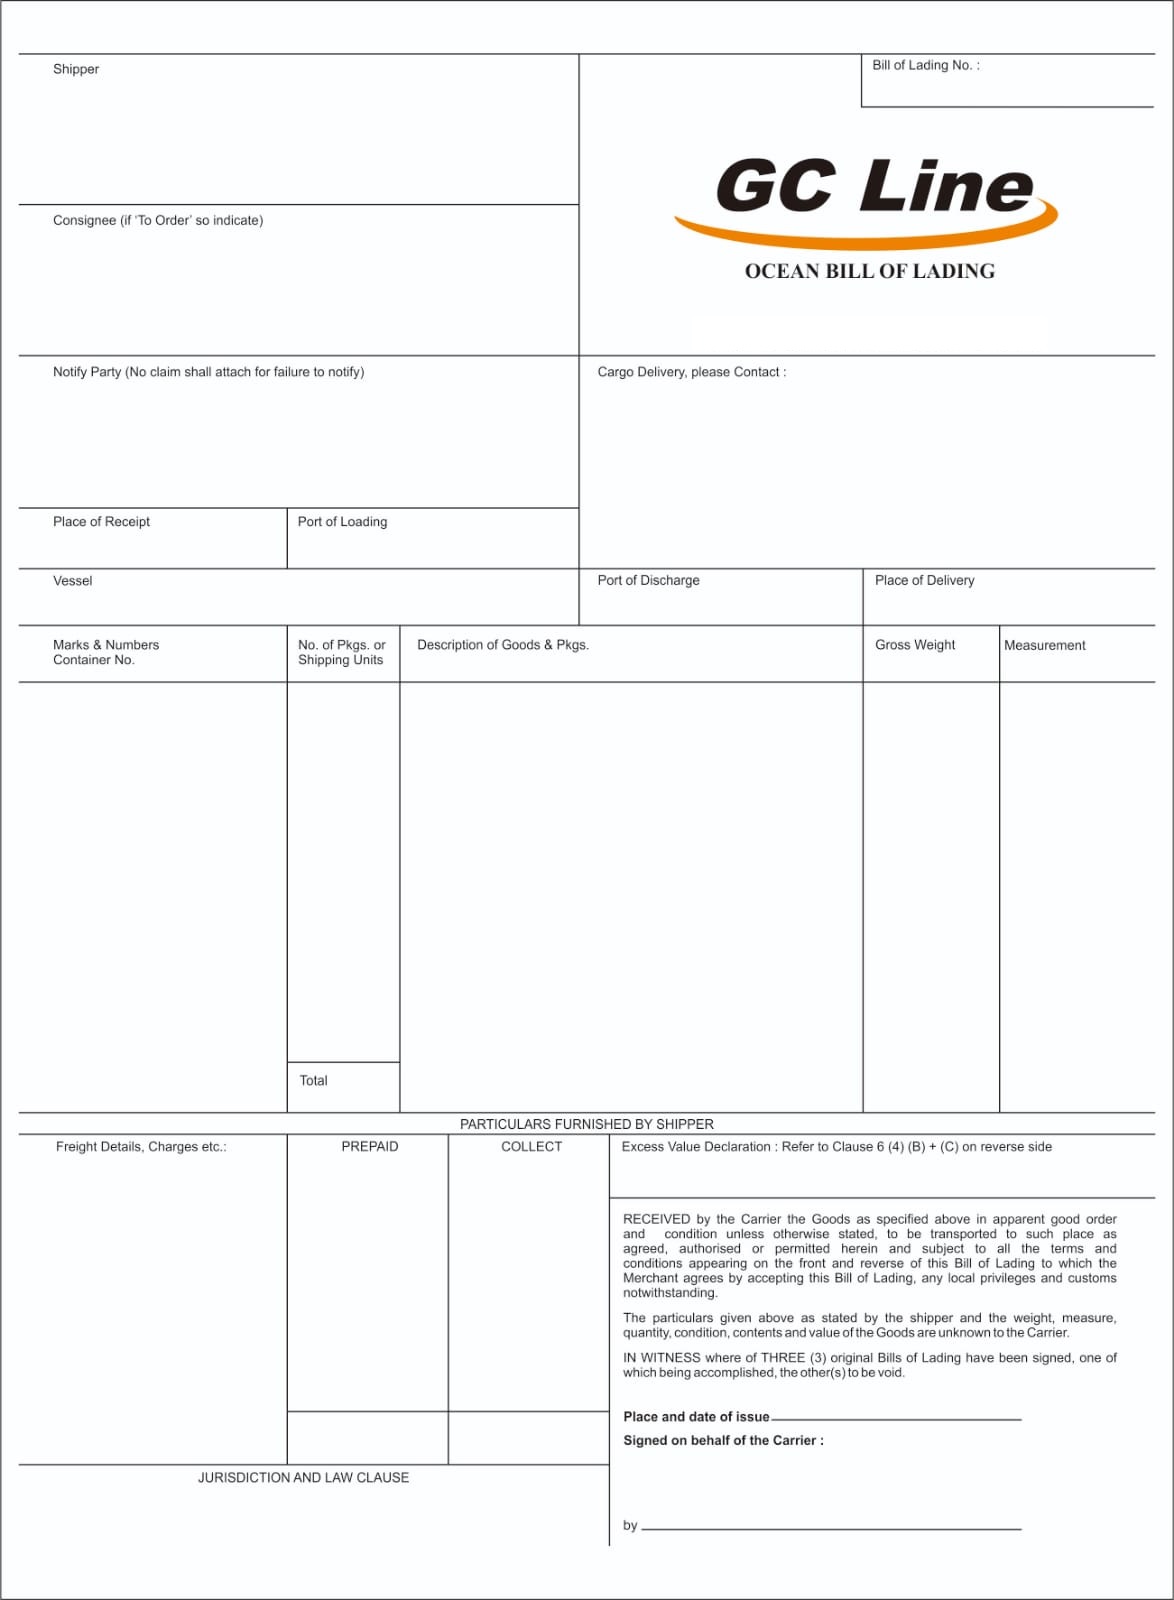 Shipper
Bill of Lading No. :
GC Line
OCEAN BILL OF LADING
Consignee (if ‘To Order’ so indicate)
Notify Party (No claim shall attach for failure to notify)
Cargo Delivery, please Contact :
Place of Receipt
Port of Loading
Vessel
Port of Discharge
Place of Delivery
Marks & Numbers
Container No.
No. of Pkgs. or
Shipping Units
Description of Goods & Pkgs.
Gross Weight
Measurement
Total
PARTICULARS FURNISHED BY SHIPPER
Freight Details, Charges etc.:
PREPAID
COLLECT
Excess Value Declaration : Refer to Clause 6 (4) (B) + (C) on reverse side
RECEIVED by the Carrier the Goods as specified above in apparent good order
and condition unless otherwise stated, to be transported to such place as
agreed, authorised or permitted herein and subject to all the terms and
conditions appearing on the front and reverse of this Bill of Lading to which the
Merchant agrees by accepting this Bill of Lading, any local privileges and customs
notwithstanding.
The particulars given above as stated by the shipper and the weight, measure,
quantity, condition, contents and value of the Goods are unknown to the Carrier.
IN WITNESS where of THREE (3) original Bills of Lading have been signed, one of
which being accomplished, the other(s) to be void.
Place and date of issue
Signed on behalf of the Carrier :
JURISDICTION AND LAW CLAUSE
by